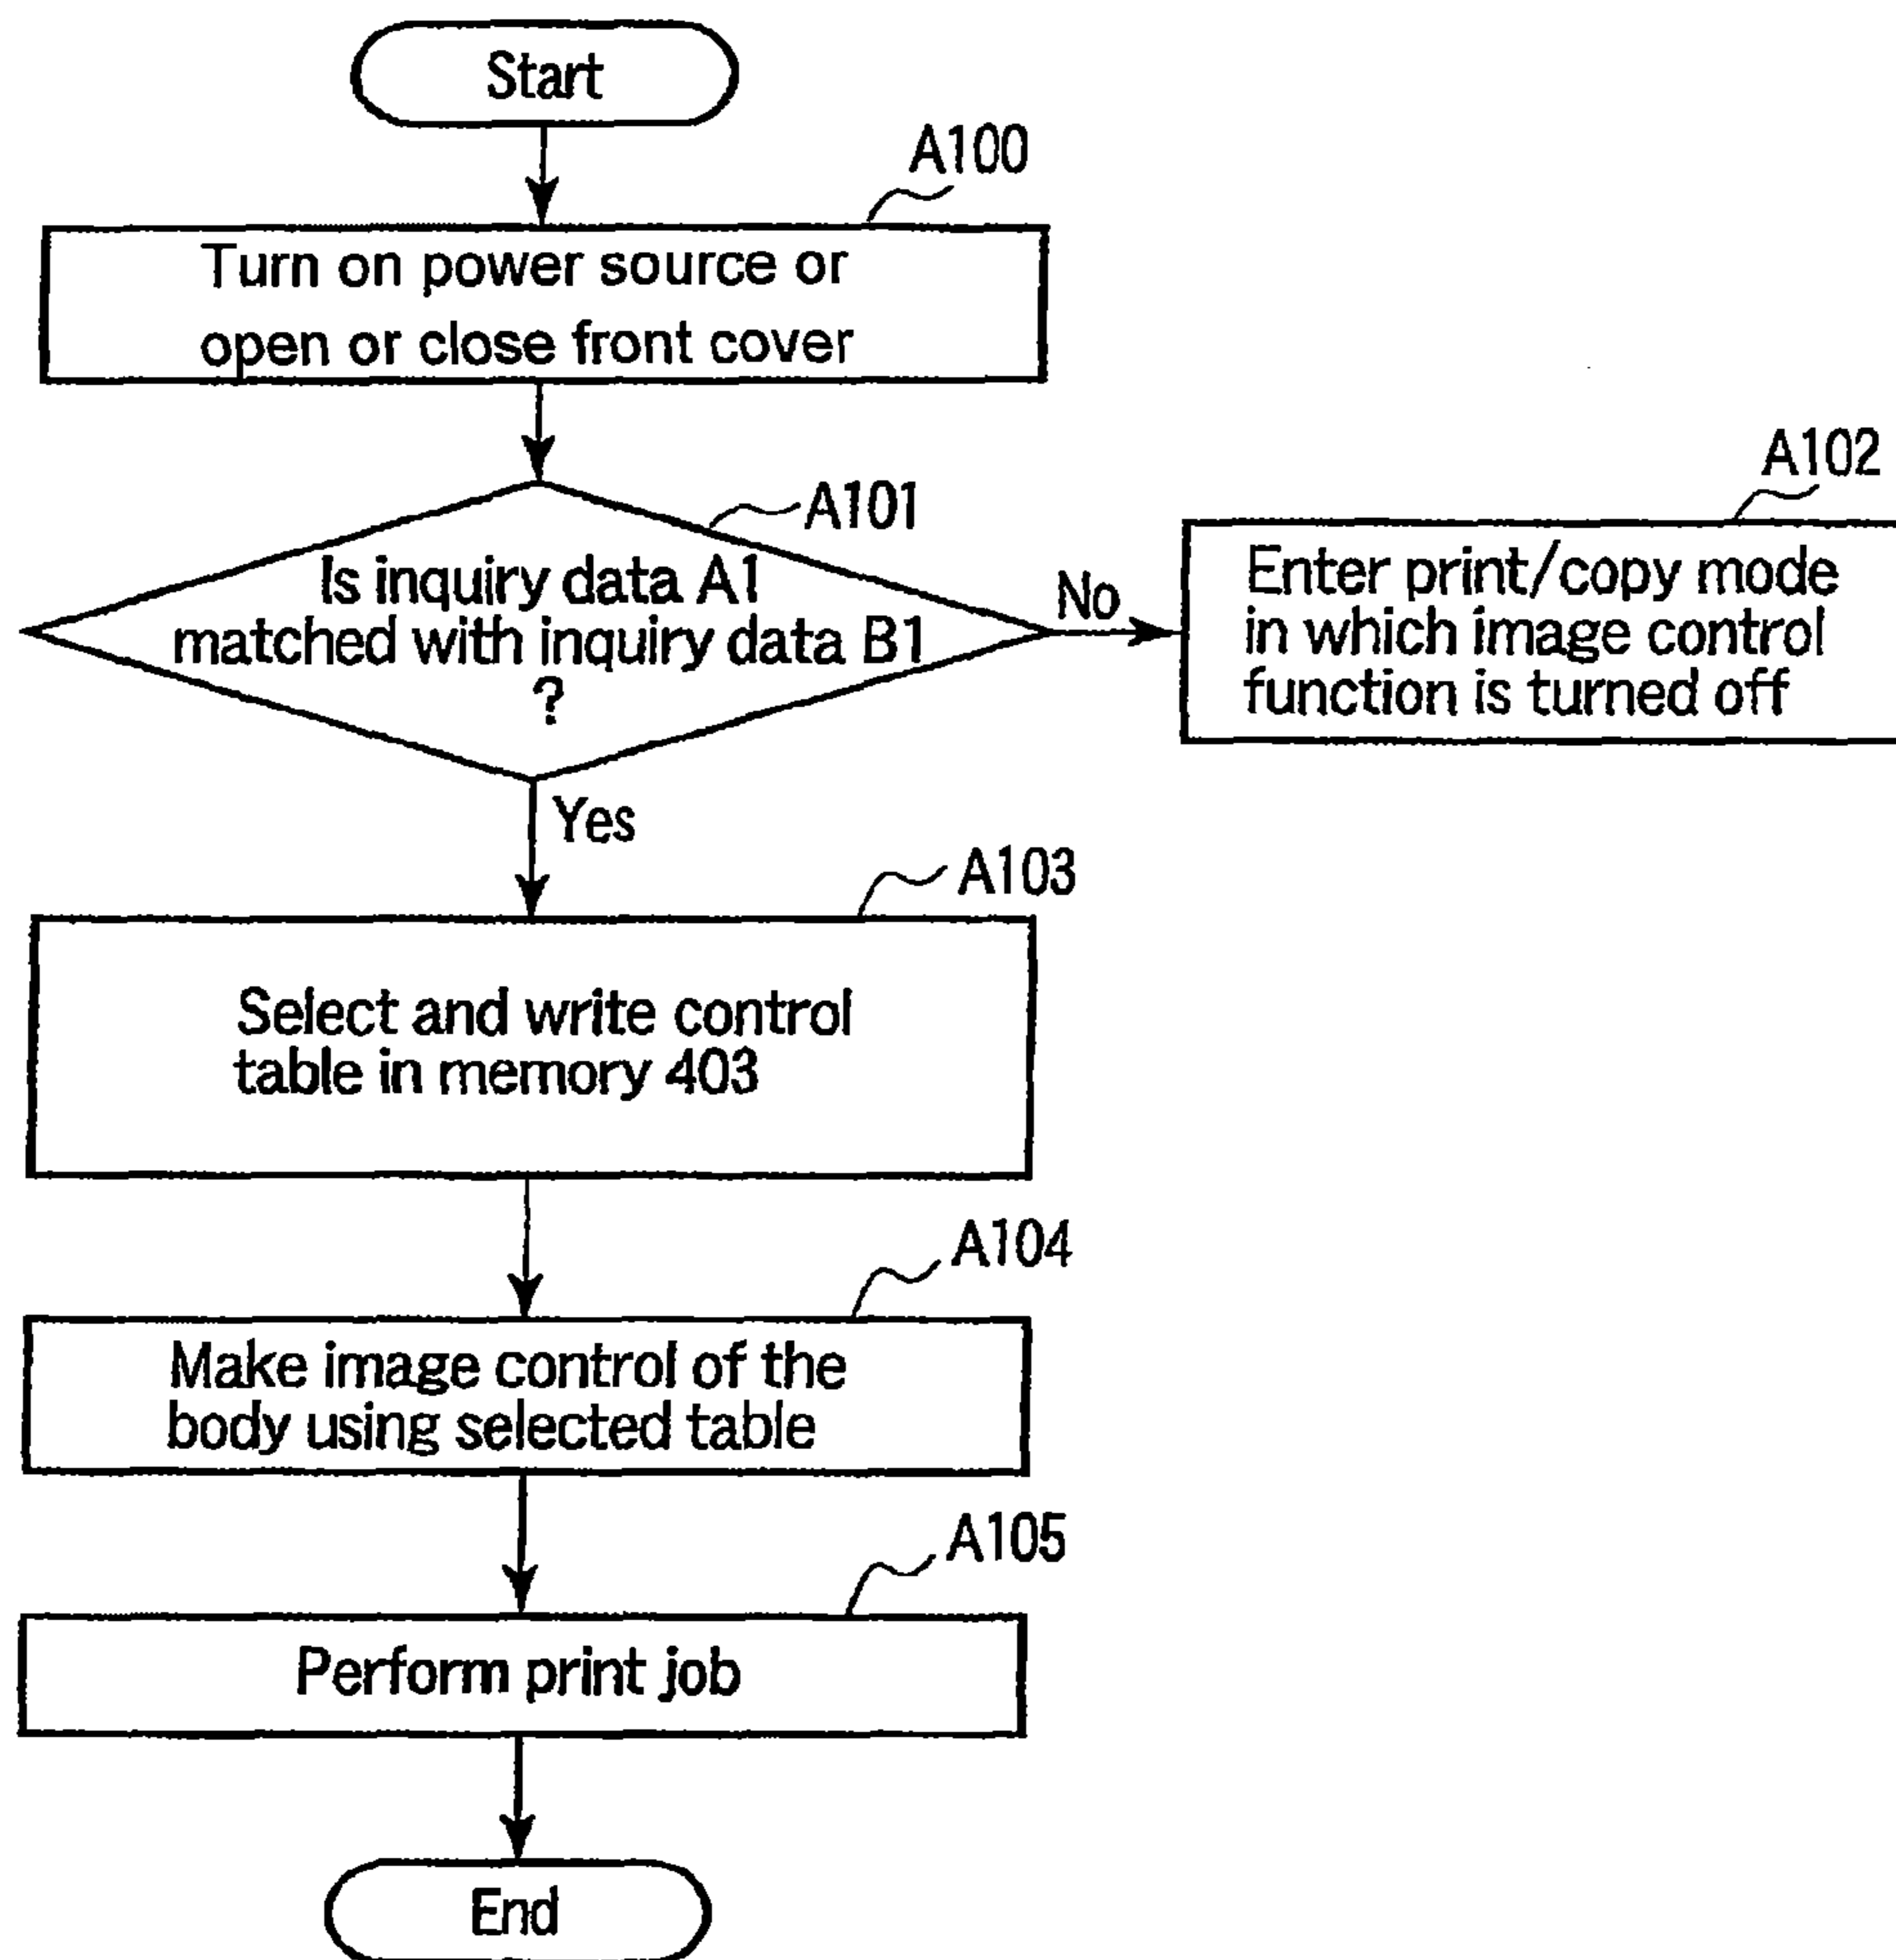 Start
A100
Turn on power source or
open or close front cover
A101
Is inquiry data A1
matched with inquiry data B1
?
No
A102
Enter print/copy mode
in which image control
function is turned off
Yes
A103
Select and write control
table in memory 403
A104
Make image control of the
body using selected table
A105
Perform print job
End